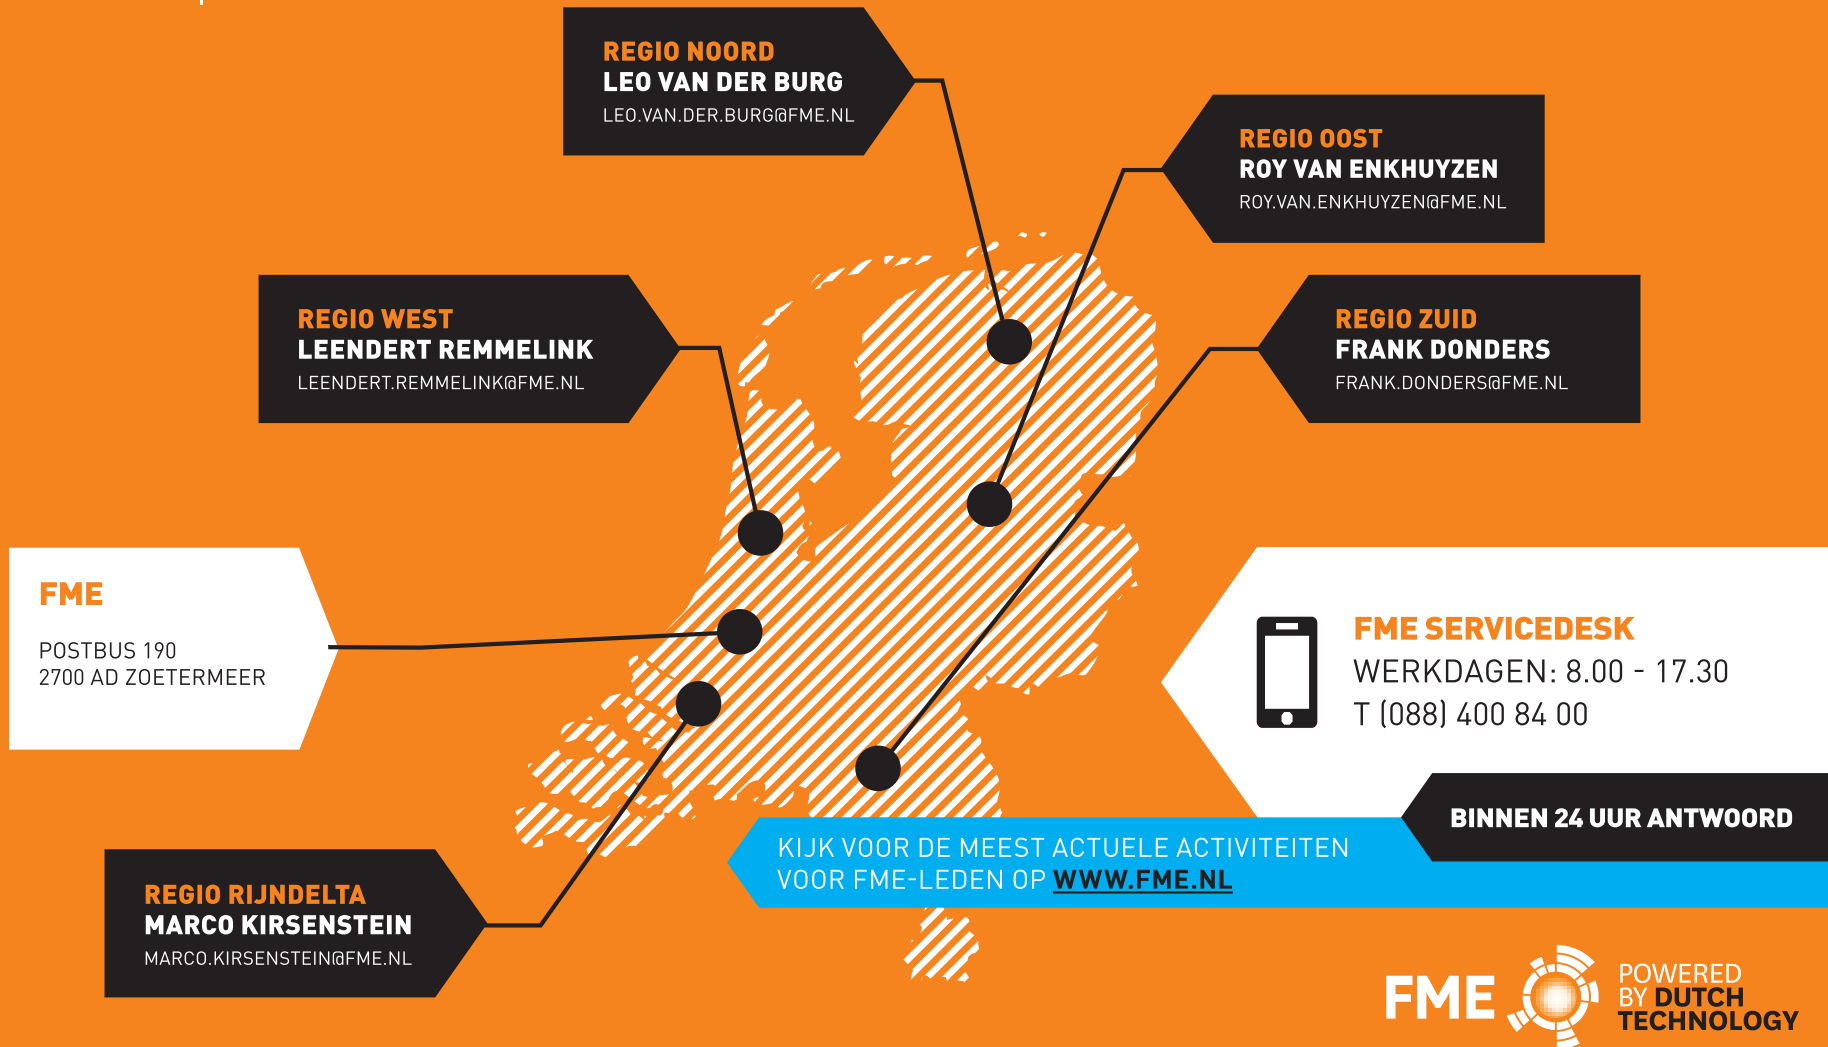 REGIO NOORD
LEO VAN DER BURG
LEO.VAN.DER.BURG@FME.NL
REGIO OOST
ROY VAN ENKHUYZEN
ROY.VAN.ENKHUYZEN@FME.NL
REGIO WEST
LEENDERT REMMELINK
LEENDERT.REMMELINK@FME.NL
REGIO ZUID
FRANK DONDERS
FRANK.DONDERS@FME.NL
FME
POSTBUS 190
2700 AD ZOETERMEER
FME SERVICEDESK
WERKDAGEN: 8.00 - 17.30
T (088) 400 84 00
BINNEN 24 UUR ANTWOORD
KIJK VOOR DE MEEST ACTUELE ACTIVITEITEN
VOOR FME-LEDEN OP WWW.FME.NL
REGIO RIJNDELTA
MARCO KIRSENSTEIN
MARCO.KIRSENSTEIN@FME.NL
FME
POWERED
BY DUTCH
TECHNOLOGY